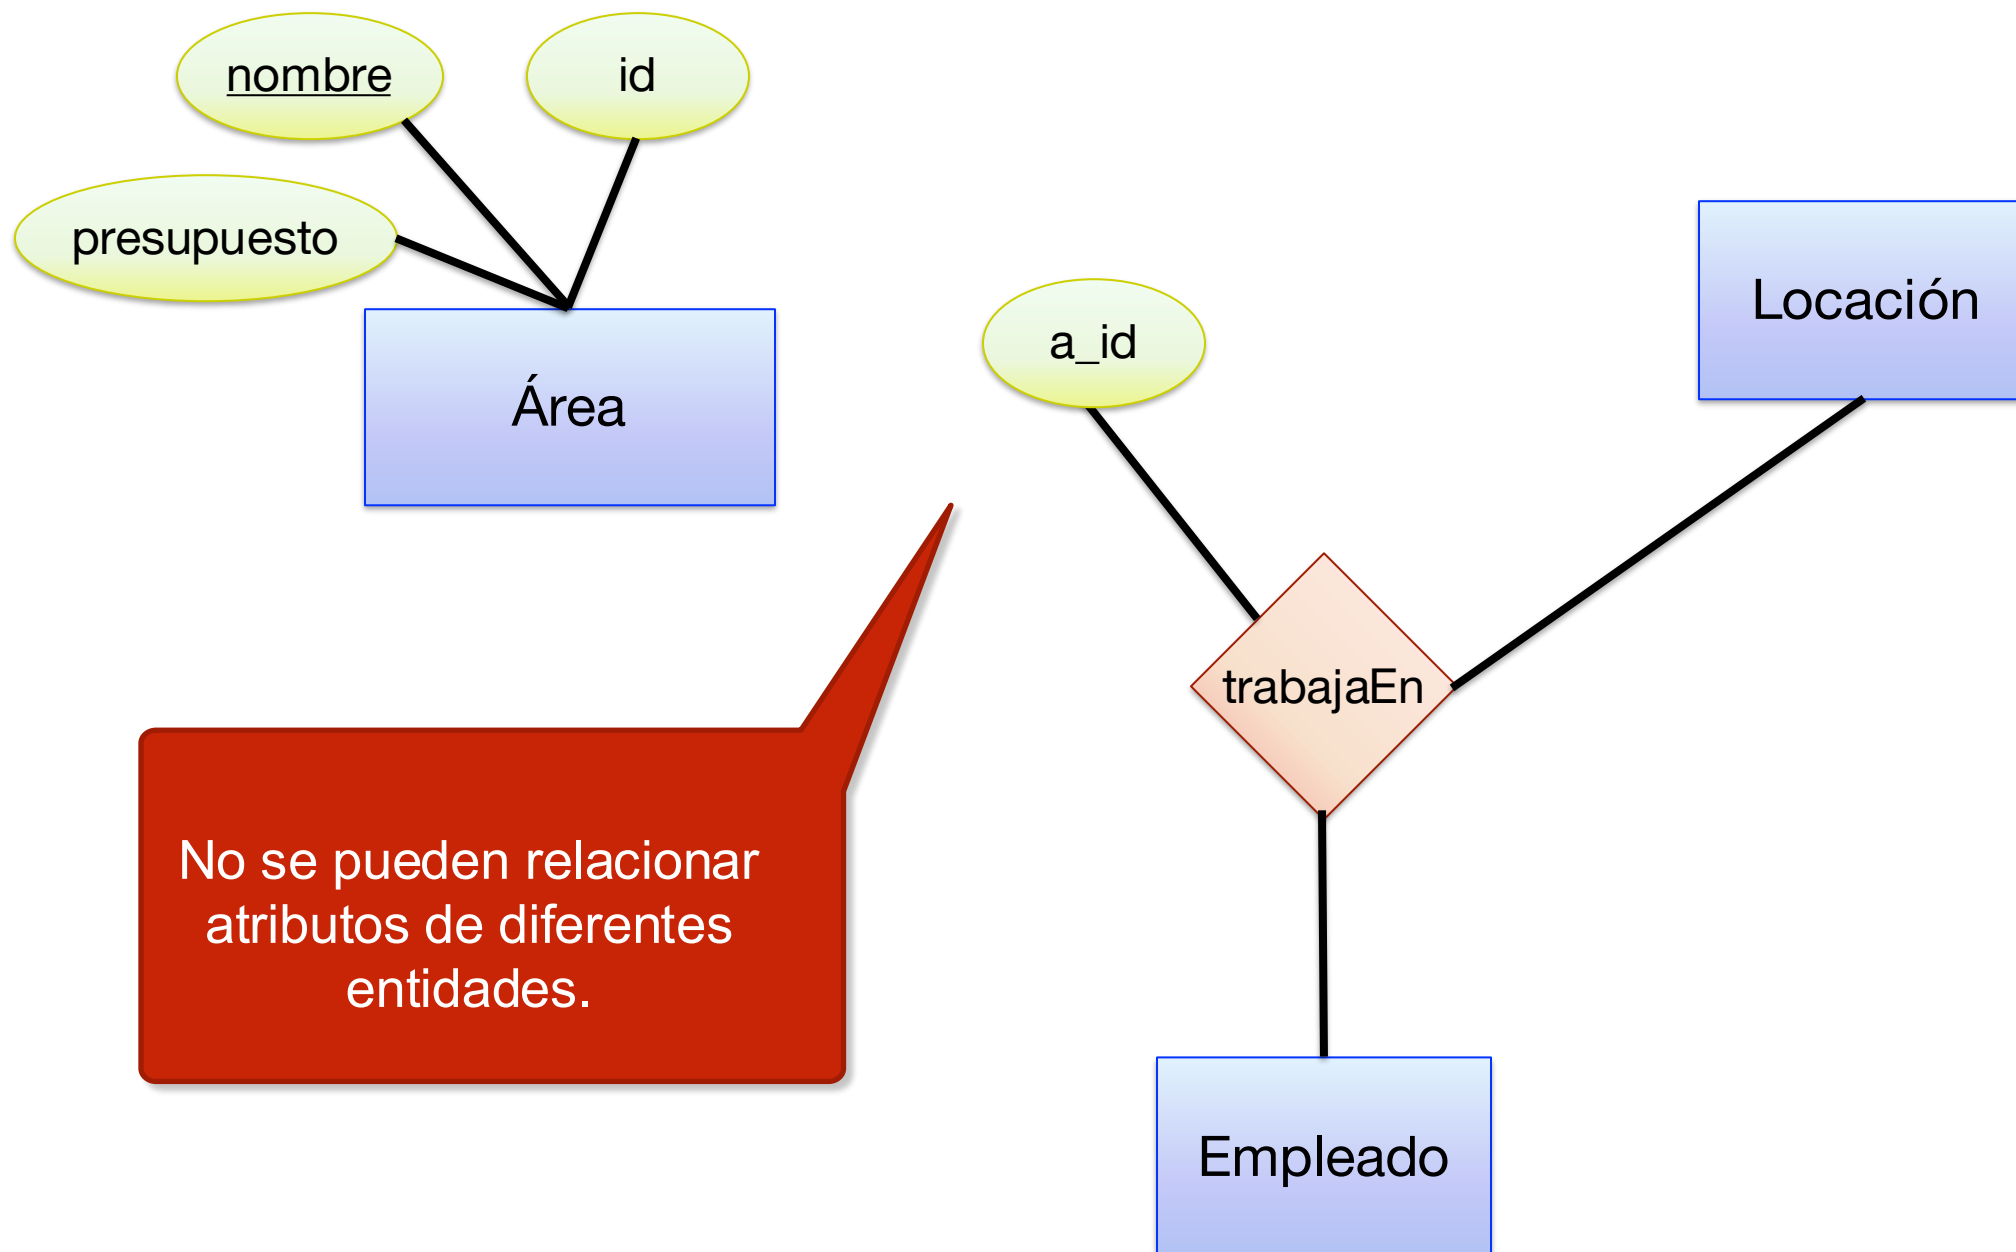 nombre
id
presupuesto
Locación
a_id
Área
trabajaEn
No se pueden relacionar
atributos de diferentes
entidades.
Empleado